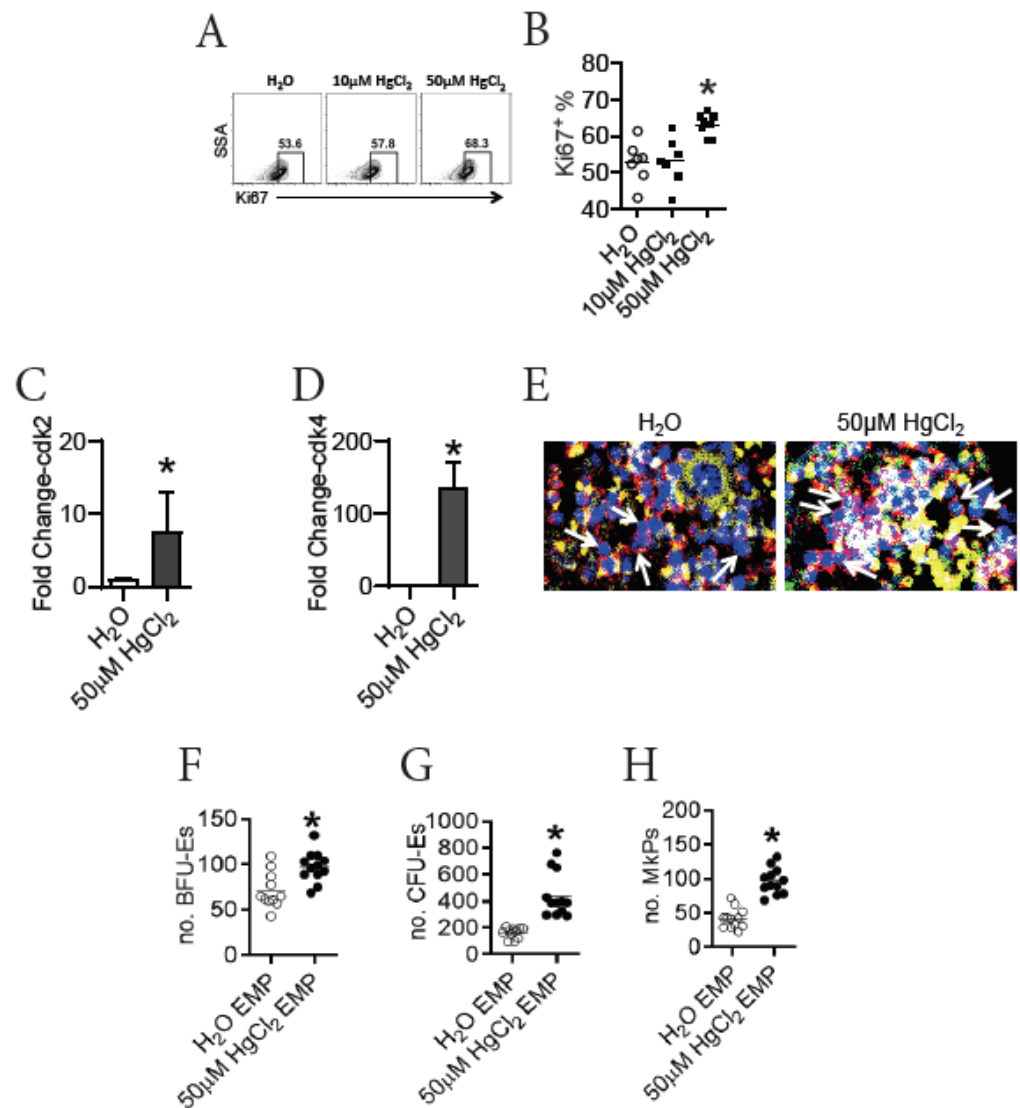 A
H₂O 10μM HgCl₂ 50μM HgCl₂
SSA
53.6 57.8 68.3
Ki67
B
Ki67⁺ %
80
70
60
50
40
*
H₂O
10μM HgCl₂
50μM HgCl₂
C
Fold Change-cdk2
20
10
0
*
H₂O
50μM HgCl₂
D
Fold Change-cdk4
200
100
0
*
H₂O
50μM HgCl₂
E
H₂O 50μM HgCl₂
F
no. BFU-Es
150
100
50
0
*
H₂O EMP
50μM HgCl₂ EMP
G
no. CFU-Es
1000
800
600
400
200
0
*
H₂O EMP
50μM HgCl₂ EMP
H
no. MkPs
200
150
100
50
0
*
H₂O EMP
50μM HgCl₂ EMP